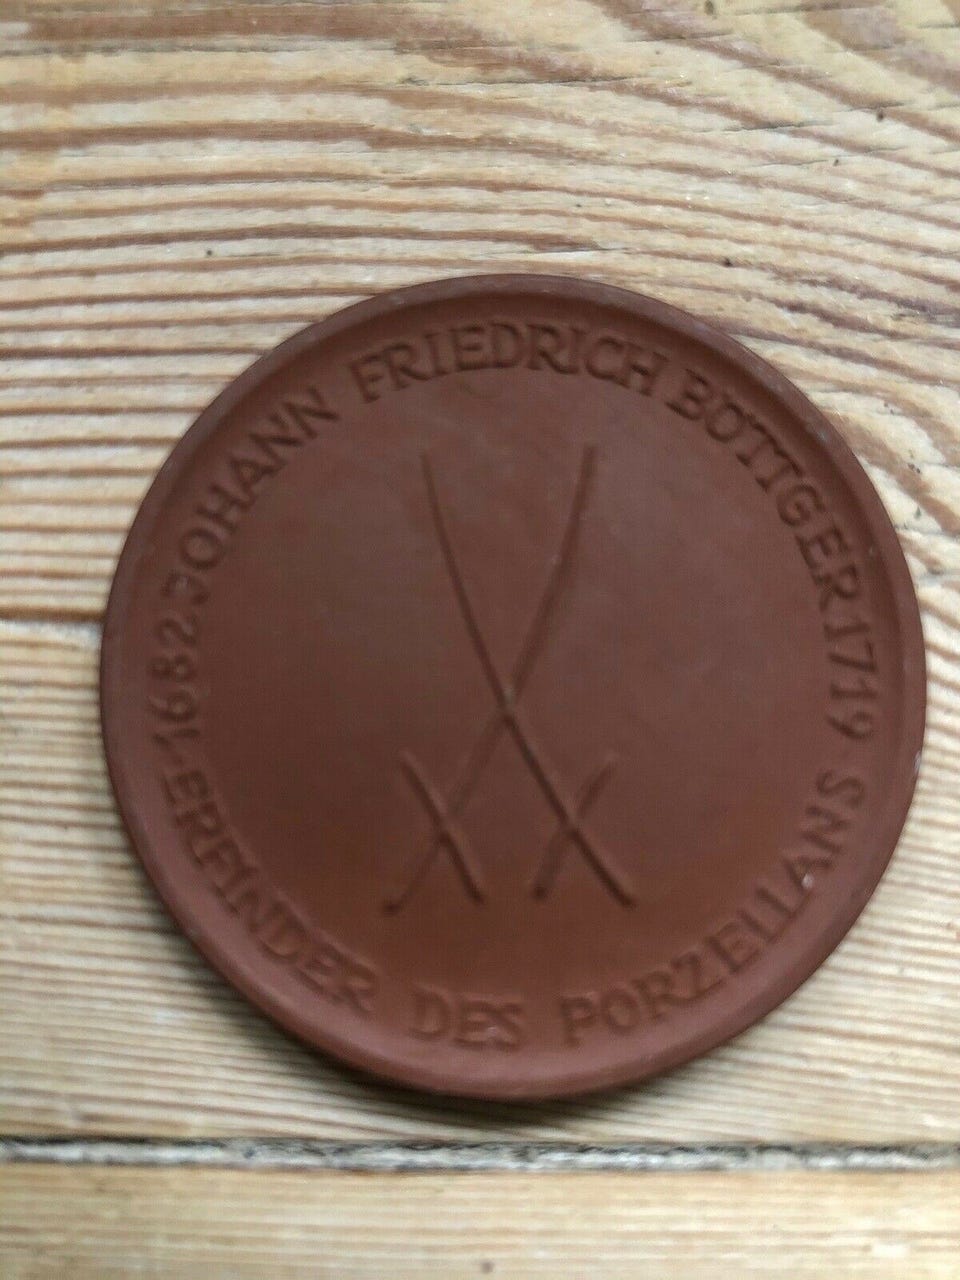 1682 JOHANN FRIEDRICH BÖTTGER 1719
ERFINDER DES PORZELLANS